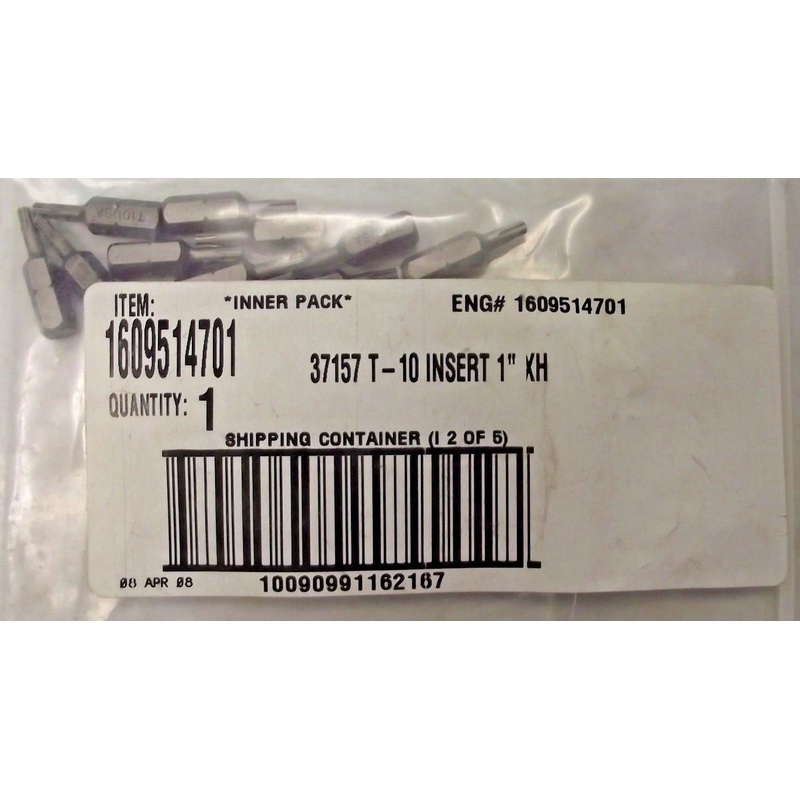 T10USA
ITEM: *INNER PACK* ENG# 1609514701
1609514701
37157 T-10 INSERT 1" XH
QUANTITY: 1
SHIPPING CONTAINER (I 2 OF 5)
08 APR 08
10090991162167